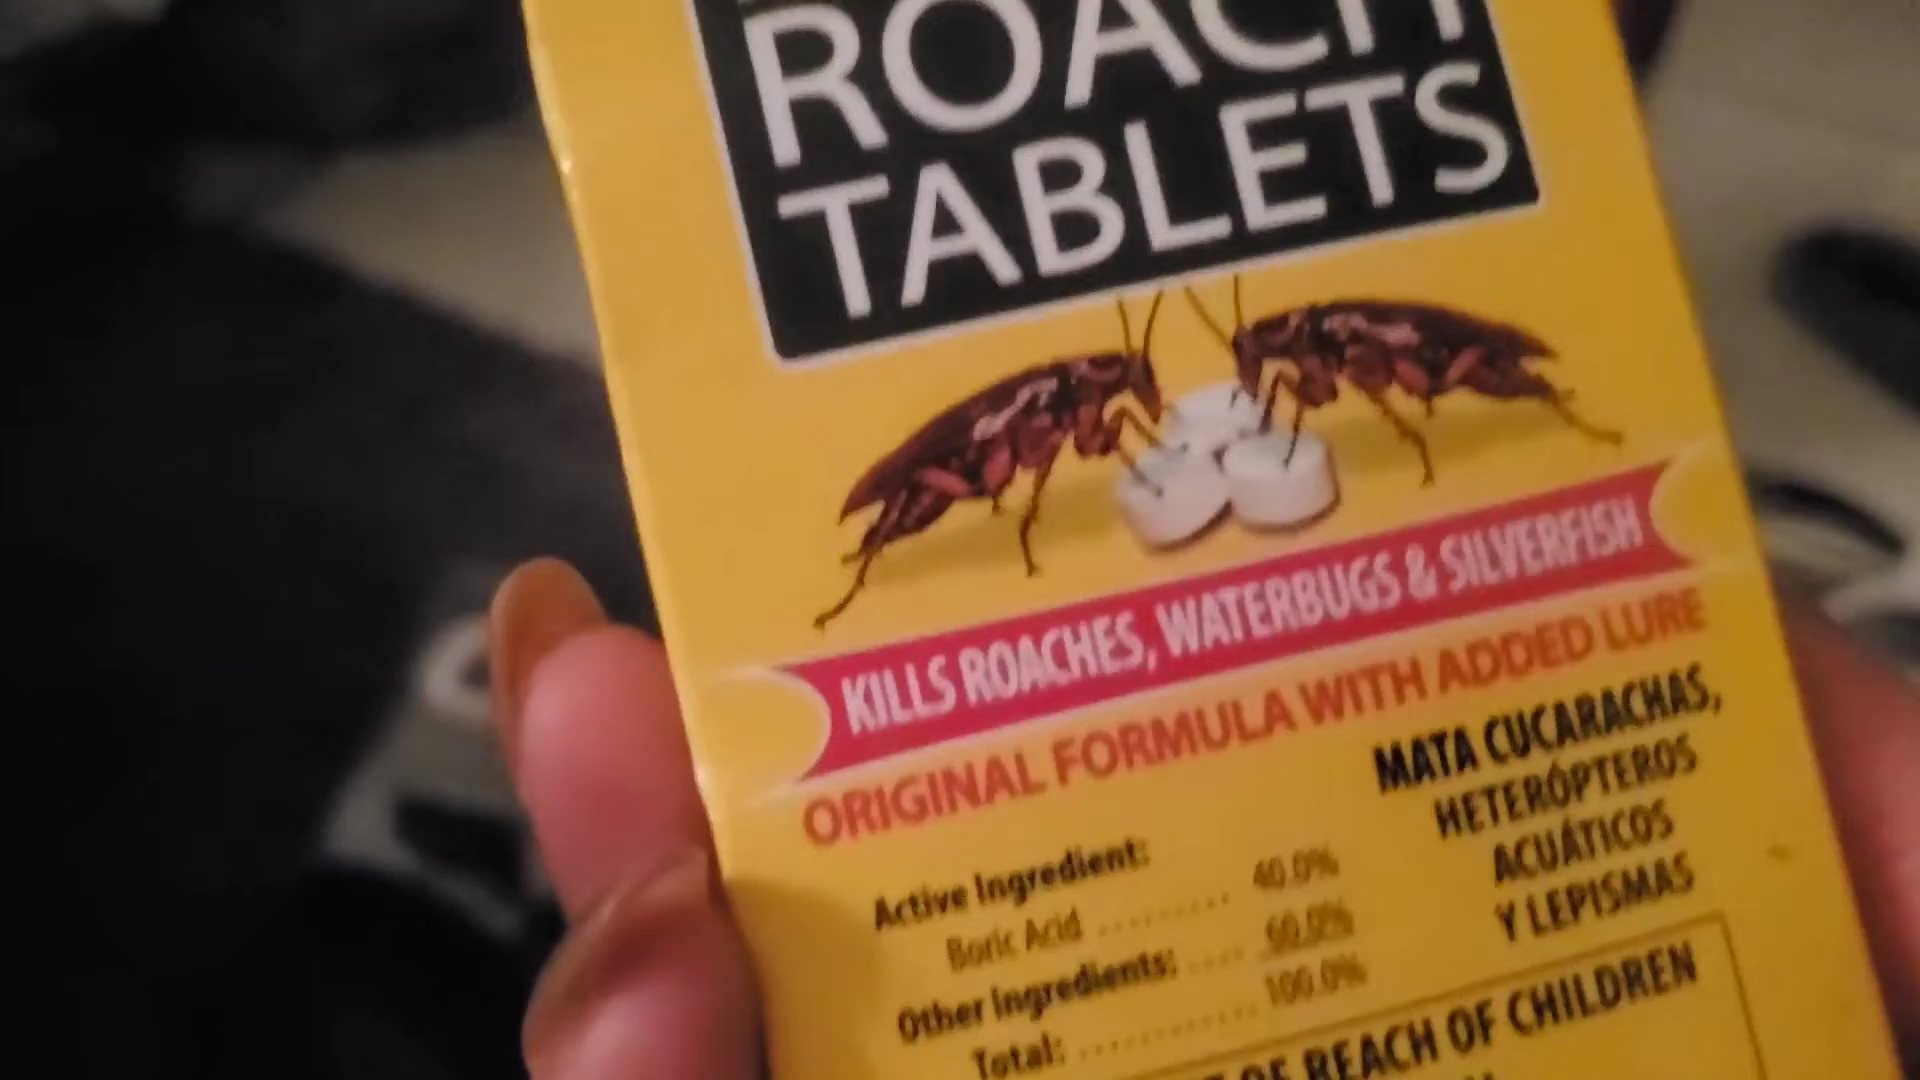 ROACH
TABLETS
KILLS ROACHES, WATERBUGS & SILVERFISH
ORIGINAL FORMULA WITH ADDED LURE
MATA CUCARACHAS,
HETERÓPTEROS
ACUÁTICOS
Y LEPISMAS
Active Ingredient:
Boric Acid .......... 40.0%
Other Ingredients: .... 60.0%
Total: .............. 100.0%
OF REACH OF CHILDREN